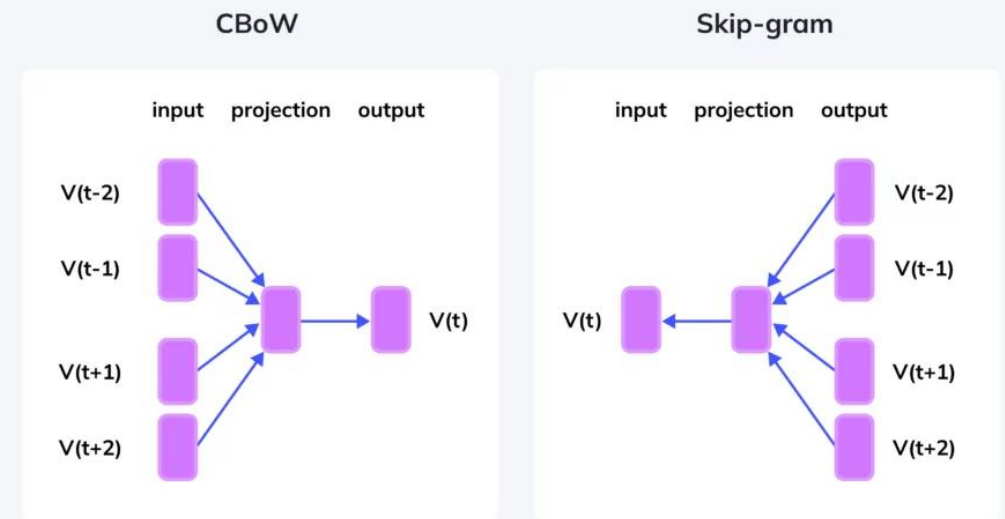 CBoW
input projection output
V(t-2)
V(t-1)
V(t)
V(t+1)
V(t+2)
Skip-gram
input projection output
V(t-2)
V(t-1)
V(t)
V(t+1)
V(t+2)